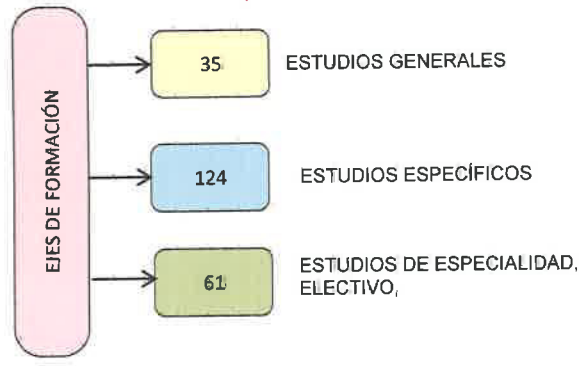 EJES DE FORMACIÓN
35
ESTUDIOS GENERALES
124
ESTUDIOS ESPECÍFICOS
61
ESTUDIOS DE ESPECIALIDAD,
ELECTIVO,